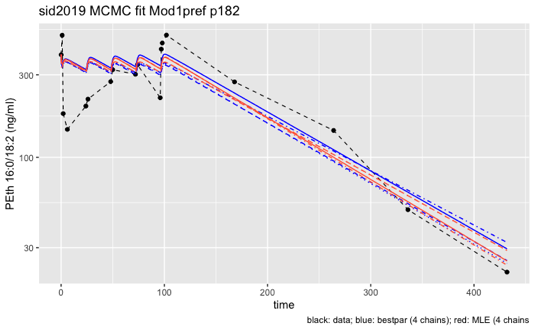 sid2019 MCMC fit Mod1pref p182
PEth 16:0/18:2 (ng/ml)
300
100
30
0
100
200
300
400
time
black: data; blue: bestpar (4 chains); red: MLE (4 chains